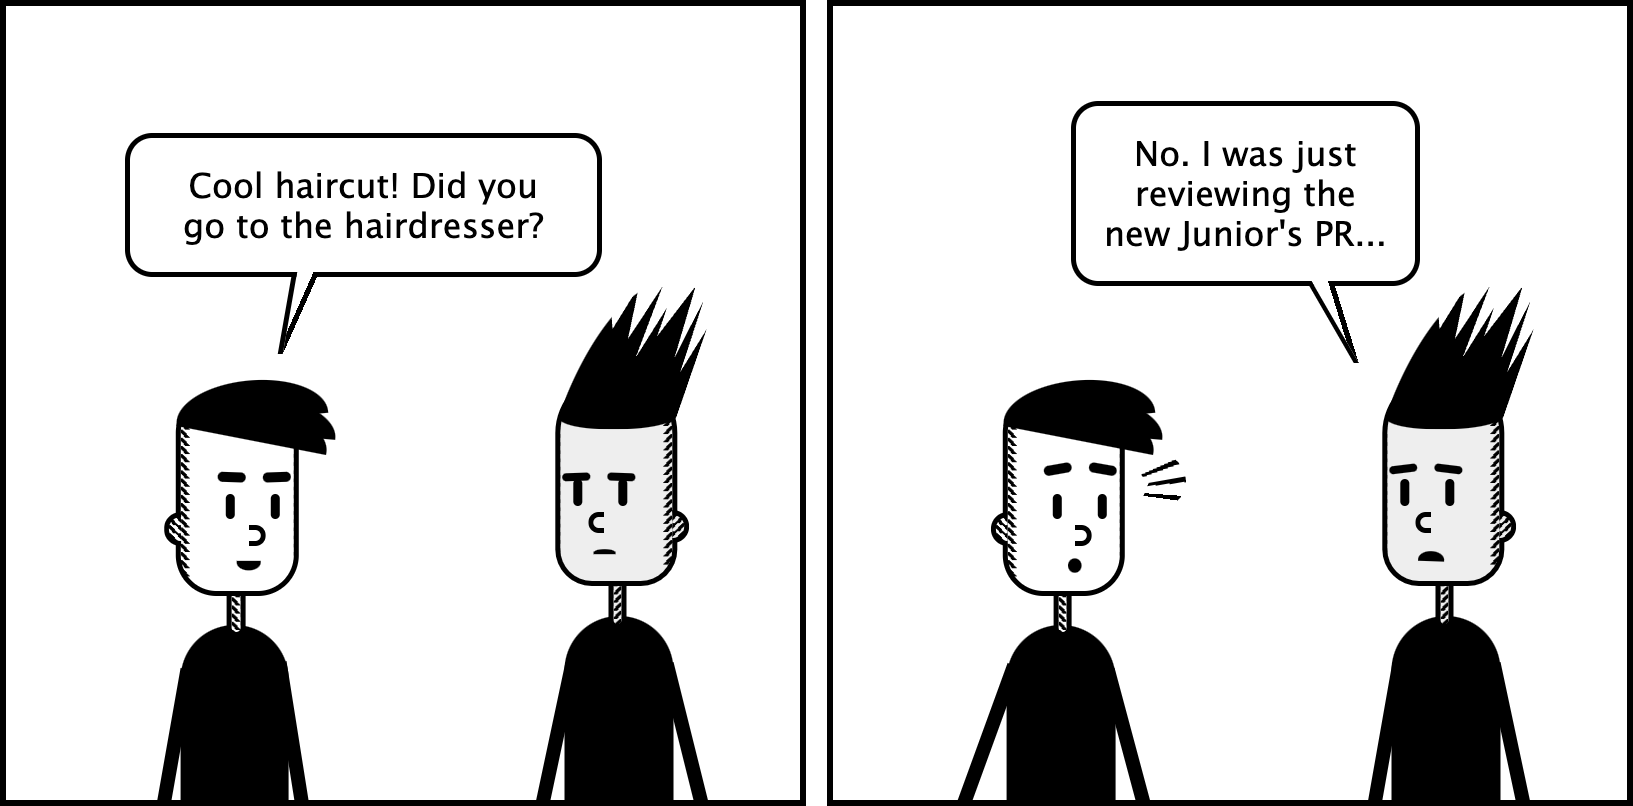 Cool haircut! Did you
go to the hairdresser?
No. I was just
reviewing the
new Junior's PR...